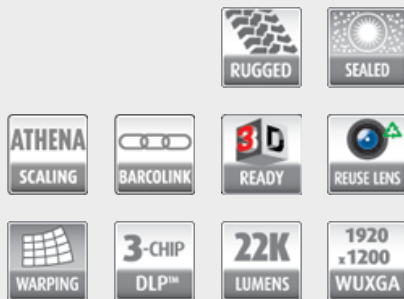 RUGGED
SEALED
ATHENA
SCALING
BARCOLINK
3D
READY
REUSE LENS
WARPING
3-CHIP
DLP™
22K
LUMENS
1920
x1200
WUXGA